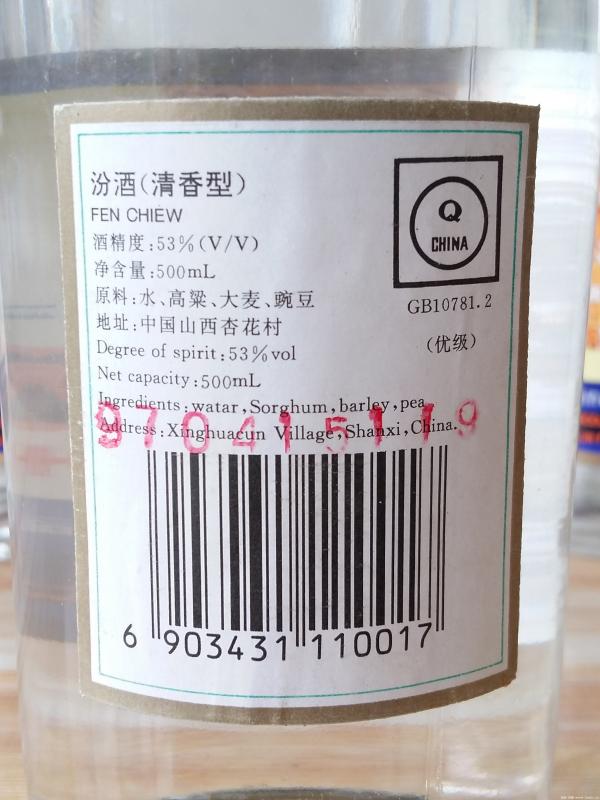 汾酒(清香型)
FEN CHIEW
酒精度:53%(V/V)
净含量:500mL
原料:水、高粱、大麦、豌豆
地址:中国山西杏花村
Degree of spirit:53%vol
Net capacity:500mL
Ingredients:watar,Sorghum,barley,pea
Address:Xinghuacun Village,Shanxi,China.
Q
CHINA
GB10781.2
(优级)
6 903431 110017